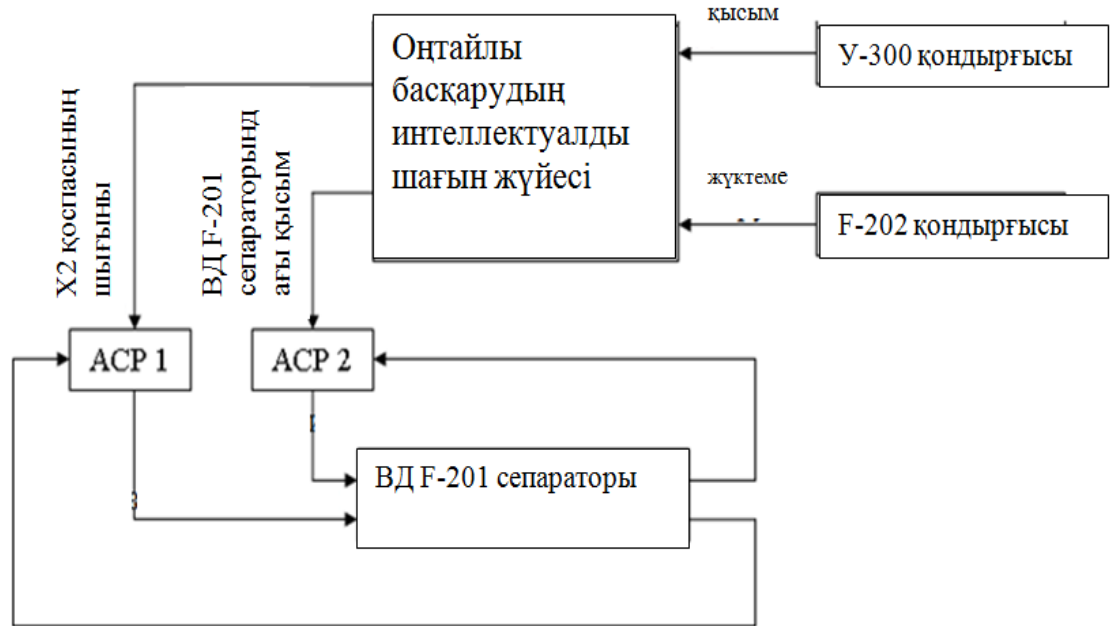 қысым
У-300 қондырғысы
Оңтайлы
басқарудың
интеллектуалды
шағын жүйесі
жүктеме
F-202 қондырғысы
Х2 қоспасының
шығыны
ВД F-201
сепараторынд
ағы қысым
АСР 1
АСР 2
ВД F-201 сепараторы